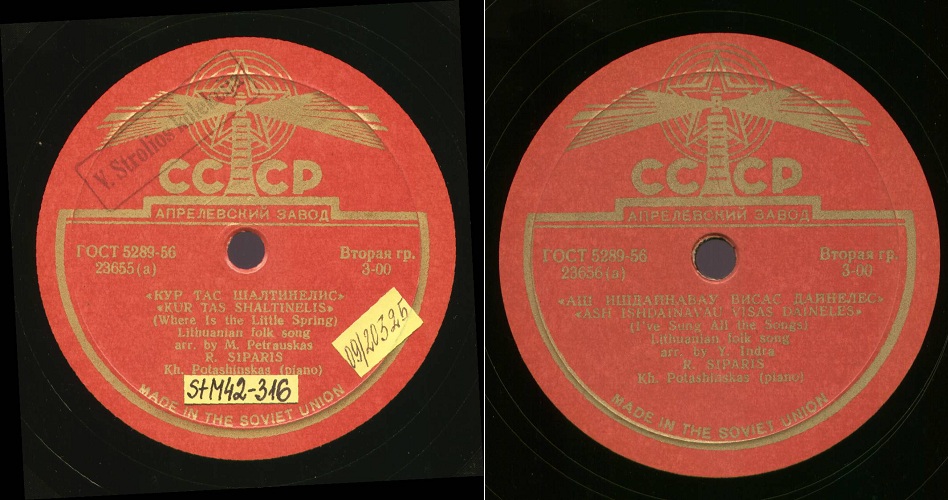 V. Strohos kolekc
СССР
АПРЕЛЕВСКИЙ ЗАВОД
ГОСТ 5289-56
23655 (а)
Вторая гр.
3-00
«КУР ТАС ШАЛТИНЕЛИС»
«KUR TAS SHALTINELIS»
(Where Is the Little Spring)
Lithuanian folk song
arr. by M. Petrauskas
R. SIPARIS
Kh. Potashinskas (piano)
09/20325
StM42-316
MADE IN THE SOVIET UNION
СССР
АПРЕЛЕВСКИЙ ЗАВОД
ГОСТ 5289-56
23656 (а)
Вторая гр.
3-00
«АШ ИШДАИНАВАУ ВИСАС ДАЙНЕЛЕС»
«ASH ISHDAINAVAU VISAS DAINELES»
(I've Sung All the Songs)
Lithuanian folk song
arr. by Y. Indra
R. SIPARIS
Kh. Potashinskas (piano)
MADE IN THE SOVIET UNION